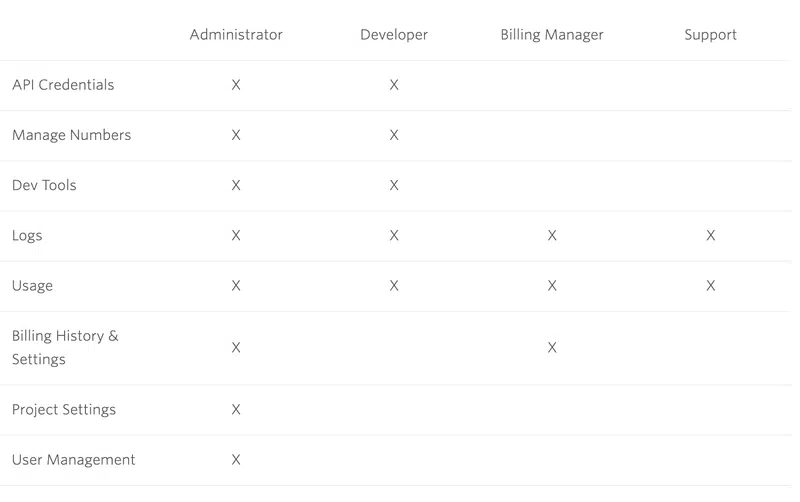 Administrator Developer Billing Manager Support
API Credentials X X
Manage Numbers X X
Dev Tools X X
Logs X X X X
Usage X X X X
Billing History &
Settings X X
Project Settings X
User Management X